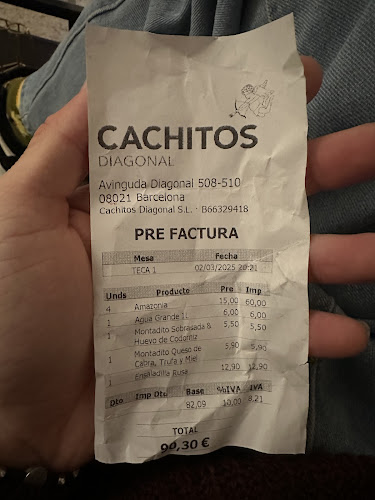 CACHITOS
DIAGONAL
Avinguda Diagonal 508-510
08021 Barcelona
Cachitos Diagonal S.L. · B66329418
PRE FACTURA
Mesa Fecha
TECA 1 02/03/2025 20:21
Unds Producto Pre Imp
4 Amazonia 15,00 60,00
1 Agua Grande 1l 6,00 6,00
1 Montadito Sobrasada & 5,50 5,50
Huevo de Codorniz
1 Montadito Queso de 5,90 5,90
Cabra, Trufa y Miel
1 Ensaladilla Rusa 12,90 12,90
Dto Imp Dto Base %IVA IVA
82,09 10,00 8,21
TOTAL
90,30 €